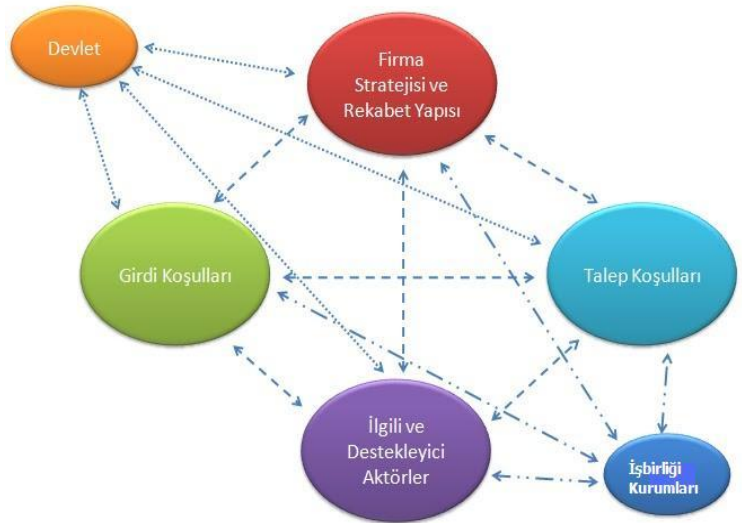 Devlet
Firma
Stratejisi ve
Rekabet Yapısı
Girdi Koşulları
Talep Koşulları
İlgili ve
Destekleyici
Aktörler
İşbirliği
Kurumları